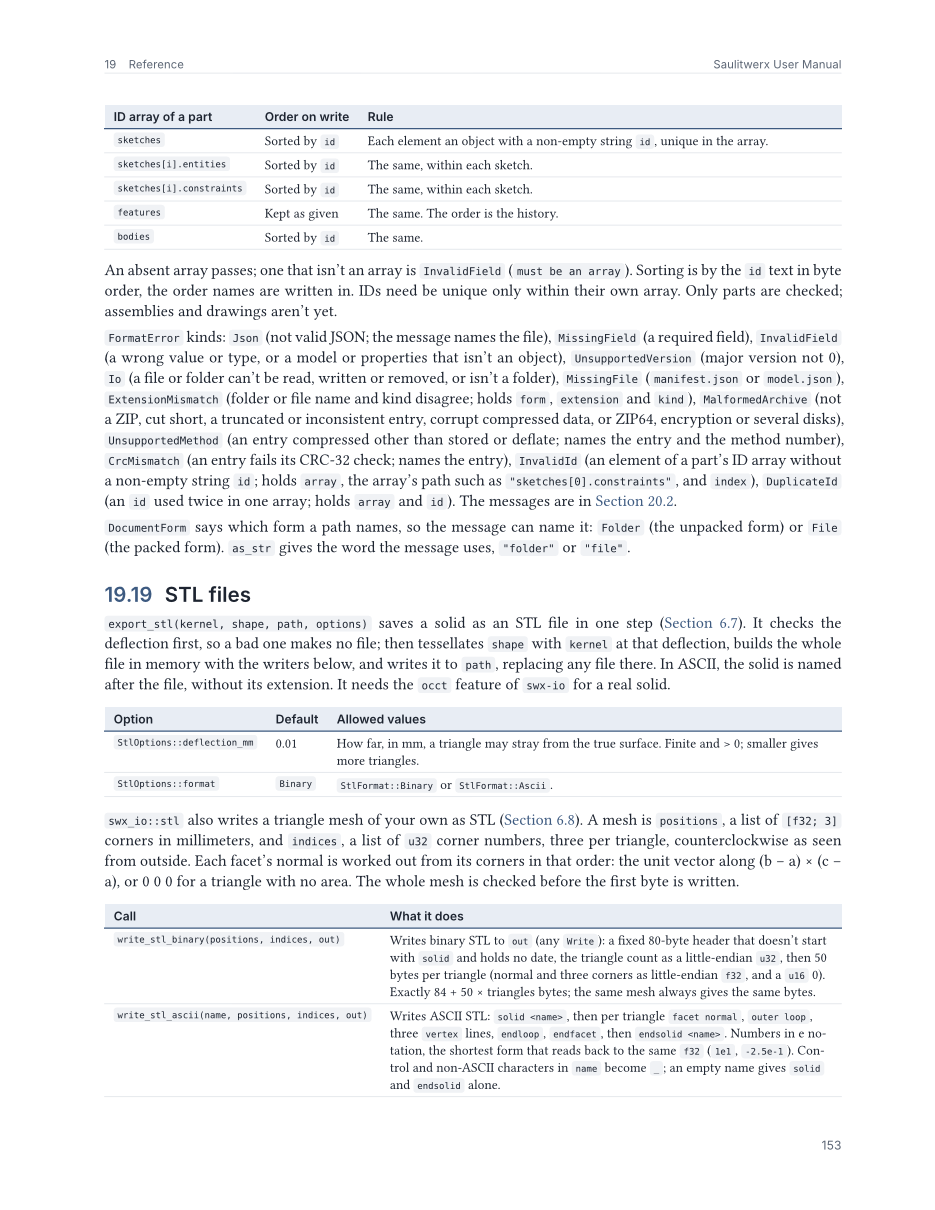 19 Reference
Saulitwerx User Manual
ID array of a part Order on write Rule
sketches Sorted by id Each element an object with a non-empty string id, unique in the array.
sketches[i].entities Sorted by id The same, within each sketch.
sketches[i].constraints Sorted by id The same, within each sketch.
features Kept as given The same. The order is the history.
bodies Sorted by id The same.
An absent array passes; one that isn’t an array is InvalidField (must be an array). Sorting is by the id text in byte
order, the order names are written in. IDs need be unique only within their own array. Only parts are checked;
assemblies and drawings aren’t yet.
FormatError kinds: Json (not valid JSON; the message names the file), MissingField (a required field), InvalidField
(a wrong value or type, or a model or properties that isn’t an object), UnsupportedVersion (major version not 0),
Io (a file or folder can’t be read, written or removed, or isn’t a folder), MissingFile (manifest.json or model.json),
ExtensionMismatch (folder or file name and kind disagree; holds form, extension and kind), MalformedArchive (not
a ZIP, cut short, a truncated or inconsistent entry, corrupt compressed data, or ZIP64, encryption or several disks),
UnsupportedMethod (an entry compressed other than stored or deflate; names the entry and the method number),
CrcMismatch (an entry fails its CRC-32 check; names the entry), InvalidId (an element of a part’s ID array without
a non-empty string id; holds array, the array’s path such as "sketches[0].constraints", and index), DuplicateId
(an id used twice in one array; holds array and id). The messages are in Section 20.2.
DocumentForm says which form a path names, so the message can name it: Folder (the unpacked form) or File
(the packed form). as_str gives the word the message uses, "folder" or "file".
19.19 STL files
export_stl(kernel, shape, path, options) saves a solid as an STL file in one step (Section 6.7). It checks the
deflection first, so a bad one makes no file; then tessellates shape with kernel at that deflection, builds the whole
file in memory with the writers below, and writes it to path, replacing any file there. In ASCII, the solid is named
after the file, without its extension. It needs the occt feature of swx-io for a real solid.
Option Default Allowed values
StlOptions::deflection_mm 0.01 How far, in mm, a triangle may stray from the true surface. Finite and > 0; smaller gives
more triangles.
StlOptions::format Binary StlFormat::Binary or StlFormat::Ascii.
swx_io::stl also writes a triangle mesh of your own as STL (Section 6.8). A mesh is positions, a list of [f32; 3]
corners in millimeters, and indices, a list of u32 corner numbers, three per triangle, counterclockwise as seen
from outside. Each facet’s normal is worked out from its corners in that order: the unit vector along (b − a) × (c −
a), or 0 0 0 for a triangle with no area. The whole mesh is checked before the first byte is written.
Call What it does
write_stl_binary(positions, indices, out) Writes binary STL to out (any Write): a fixed 80-byte header that doesn’t start
with solid and holds no date, the triangle count as a little-endian u32, then 50
bytes per triangle (normal and three corners as little-endian f32, and a u16 0).
Exactly 84 + 50 × triangles bytes; the same mesh always gives the same bytes.
write_stl_ascii(name, positions, indices, out) Writes ASCII STL: solid <name>, then per triangle facet normal, outer loop,
three vertex lines, endloop, endfacet, then endsolid <name>. Numbers in e no-
tation, the shortest form that reads back to the same f32 (1e1, -2.5e-1). Con-
trol and non-ASCII characters in name become _; an empty name gives solid
and endsolid alone.
153